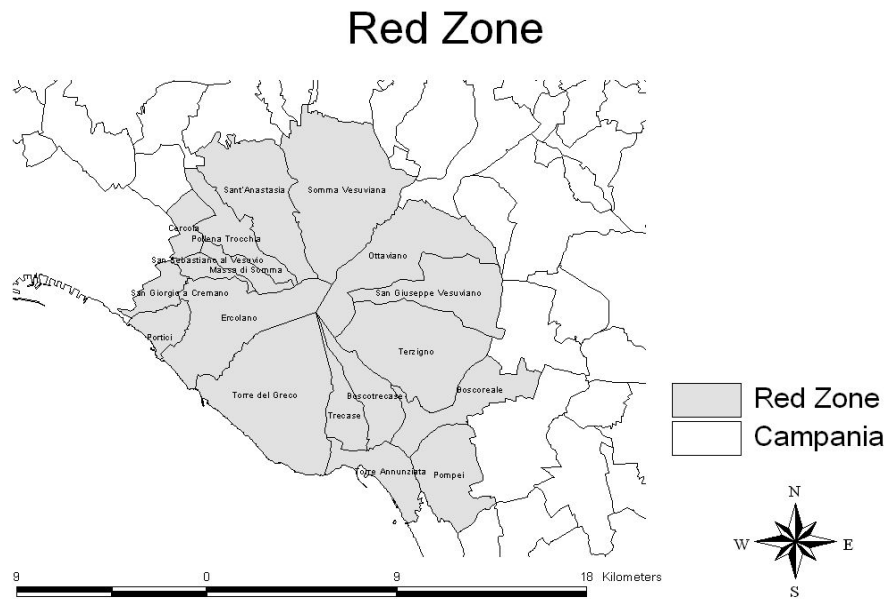 Red Zone
Sant'Anastasia
Somma Vesuviana
Cercola
Pollena Trocchia
Ottaviano
San Sebastiano al Vesuvio
Massa di Somma
San Giorgio a Cremano
San Giuseppe Vesuviano
Ercolano
Portici
Terzigno
Boscoreale
Torre del Greco
Boscotrecase
Trecase
Torre Annunziata
Pompei
Red Zone
Campania
N
W
E
S
9 0 9 18 Kilometers